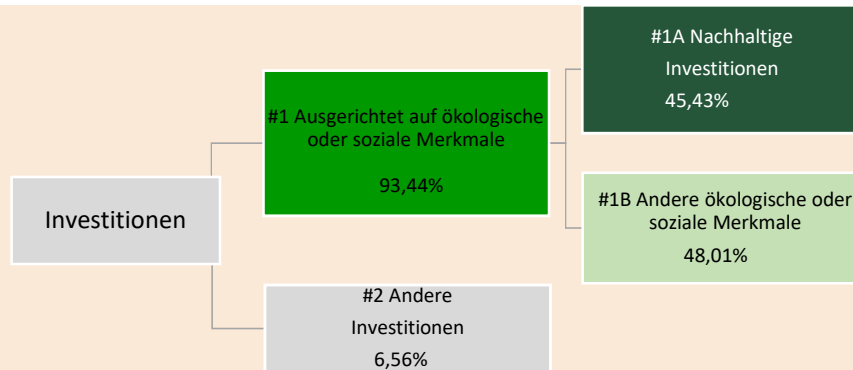 Investitionen
#1 Ausgerichtet auf ökologische
oder soziale Merkmale
93,44%
#2 Andere
Investitionen
6,56%
#1A Nachhaltige
Investitionen
45,43%
#1B Andere ökologische oder
soziale Merkmale
48,01%